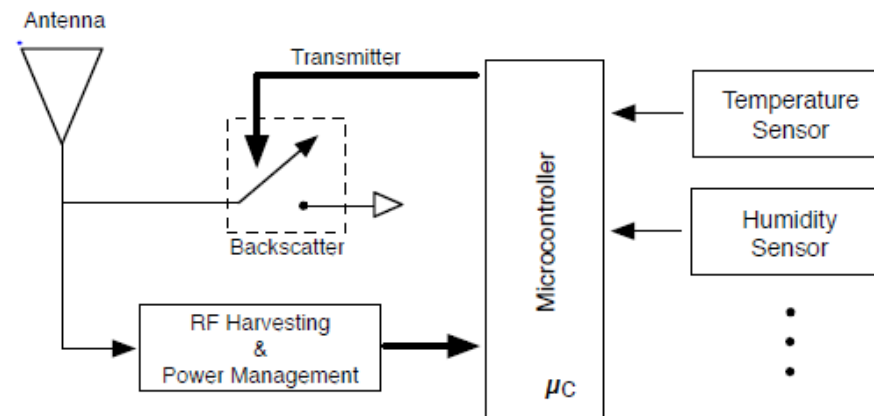 Antenna
Transmitter
Backscatter
RF Harvesting
&
Power Management
Microcontroller
μC
Temperature
Sensor
Humidity
Sensor